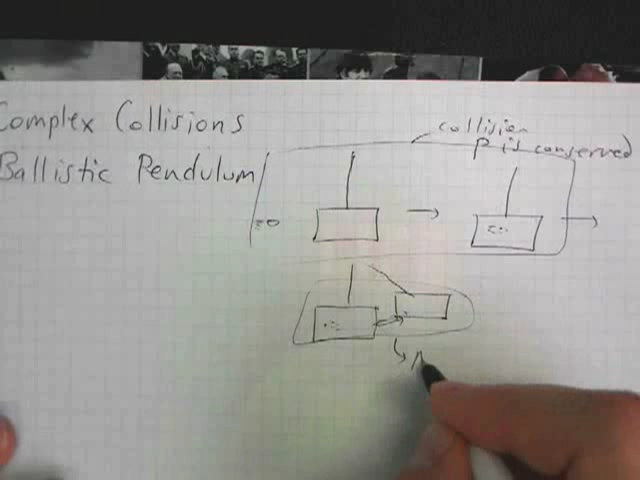 Complex Collisions
Ballistic Pendulum
collision
P is conserved